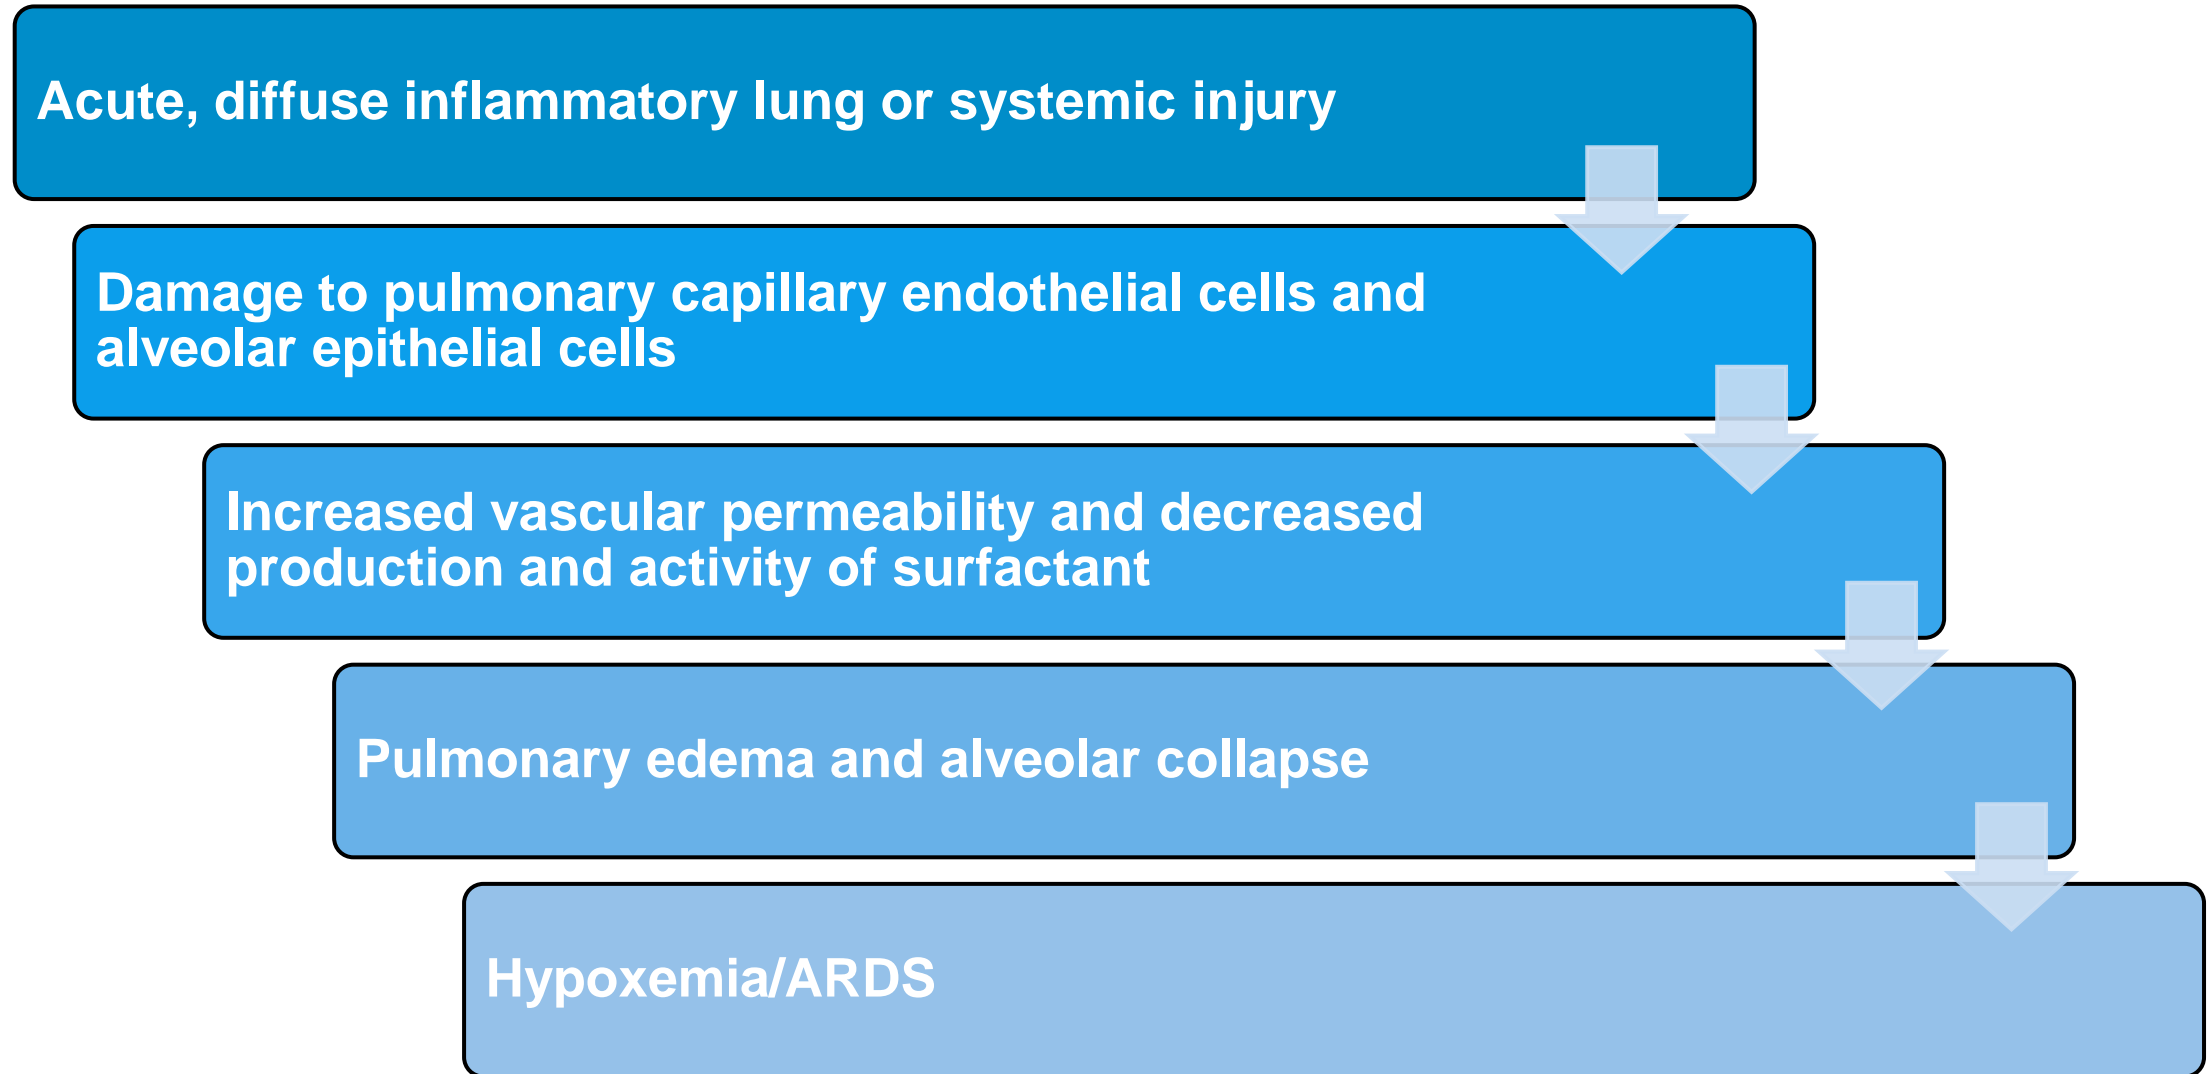 Acute, diffuse inflammatory lung or systemic injury
Damage to pulmonary capillary endothelial cells and
alveolar epithelial cells
Increased vascular permeability and decreased
production and activity of surfactant
Pulmonary edema and alveolar collapse
Hypoxemia/ARDS